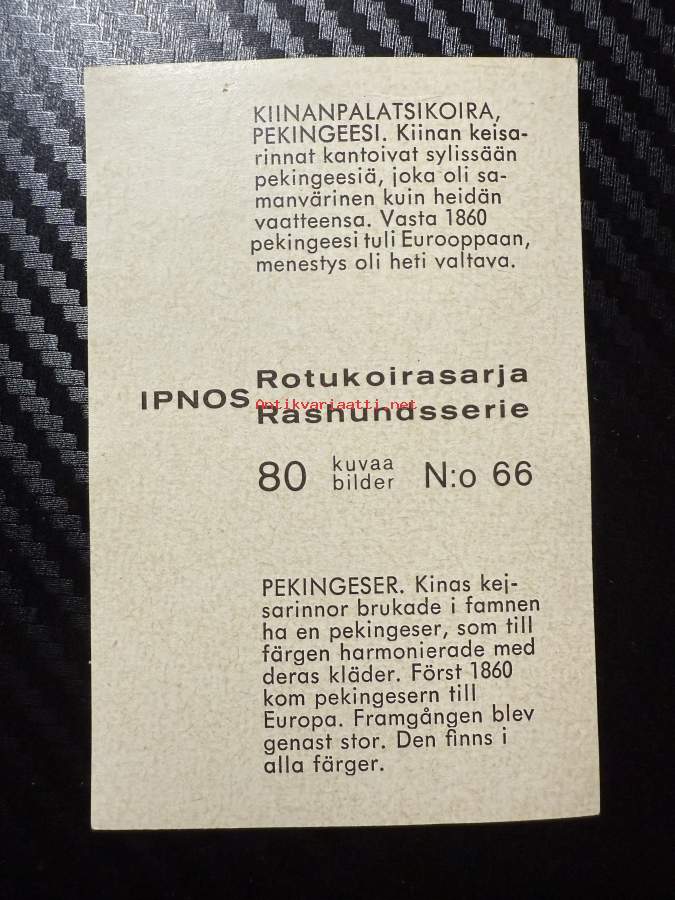 KIINANPALATSIKOIRA,
PEKINGEESI. Kiinan keisa-
rinnat kantoivat sylissään
pekingeesiä, joka oli sa-
manvärinen kuin heidän
vaatteensa. Vasta 1860
pekingeesi tuli Eurooppaan,
menestys oli heti valtava.
IPNOS
Rotukoirasarja
Antikvariaatti.net
Rashundsserie
80 kuvaa N:o 66
bilder
PEKINGESER. Kinas kej-
sarinnor brukade i famnen
ha en pekingeser, som till
färgen harmonierade med
deras kläder. Först 1860
kom pekingesern till
Europa. Framgången blev
genast stor. Den finns i
alla färger.